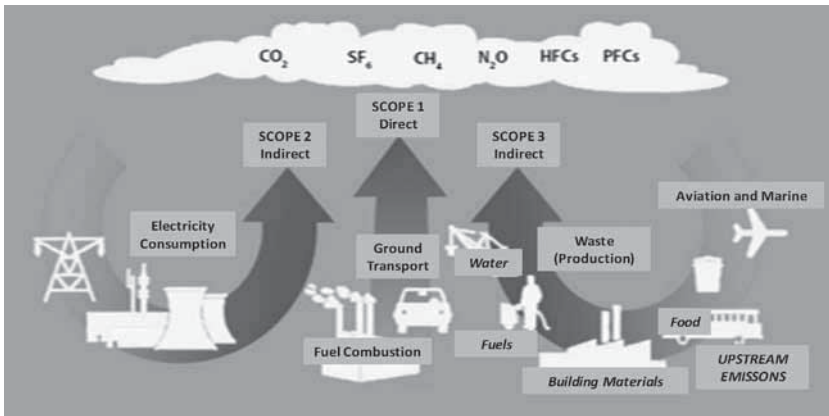 CO₂ SF₆ CH₄ N₂O HFCs PFCs
SCOPE 1
Direct
SCOPE 2
Indirect
SCOPE 3
Indirect
Aviation and Marine
Electricity
Consumption
Ground
Transport
Water
Waste
(Production)
Food
Fuel Combustion
Fuels
Building Materials
UPSTREAM
EMISSONS